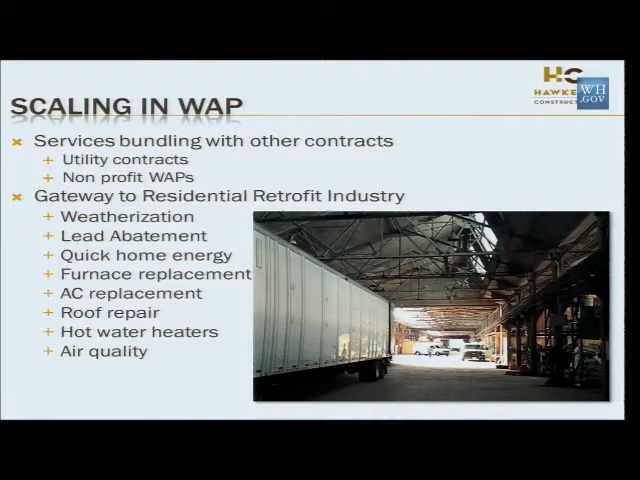 HC
HAWKE
CONSTRUC
WH
.GOV
SCALING IN WAP
Services bundling with other contracts
+ Utility contracts
+ Non profit WAPs
Gateway to Residential Retrofit Industry
+ Weatherization
+ Lead Abatement
+ Quick home energy
+ Furnace replacement
+ AC replacement
+ Roof repair
+ Hot water heaters
+ Air quality